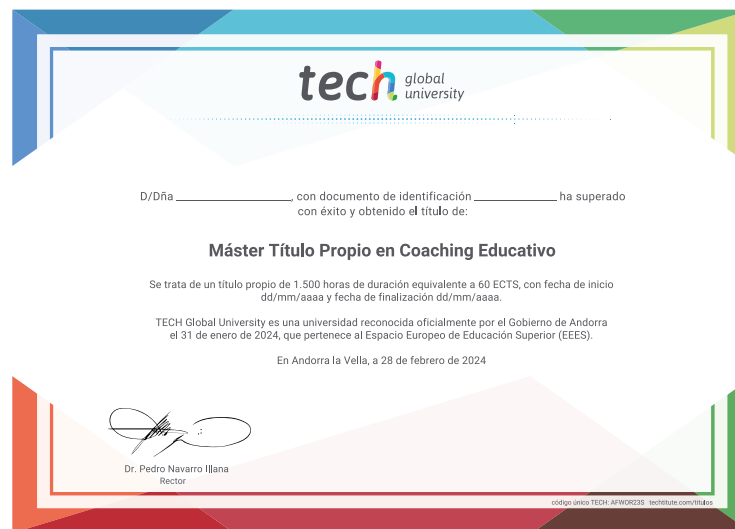 tech global university
D/Dña ____________________, con documento de identificación ______________ ha superado
con éxito y obtenido el título de:
Máster Título Propio en Coaching Educativo
Se trata de un título propio de 1.500 horas de duración equivalente a 60 ECTS, con fecha de inicio
dd/mm/aaaa y fecha de finalización dd/mm/aaaa.
TECH Global University es una universidad reconocida oficialmente por el Gobierno de Andorra
el 31 de enero de 2024, que pertenece al Espacio Europeo de Educación Superior (EEES).
En Andorra la Vella, a 28 de febrero de 2024
Dr. Pedro Navarro Illana
Rector
código único TECH: AFWOR23S techtitute.com/titulos